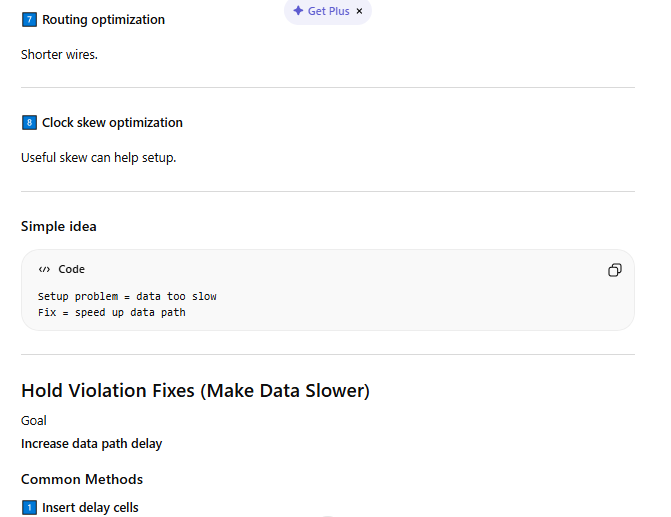 Get Plus ×
7 Routing optimization
Shorter wires.
8 Clock skew optimization
Useful skew can help setup.
Simple idea
</> Code
Setup problem = data too slow
Fix = speed up data path
Hold Violation Fixes (Make Data Slower)
Goal
Increase data path delay
Common Methods
1 Insert delay cells